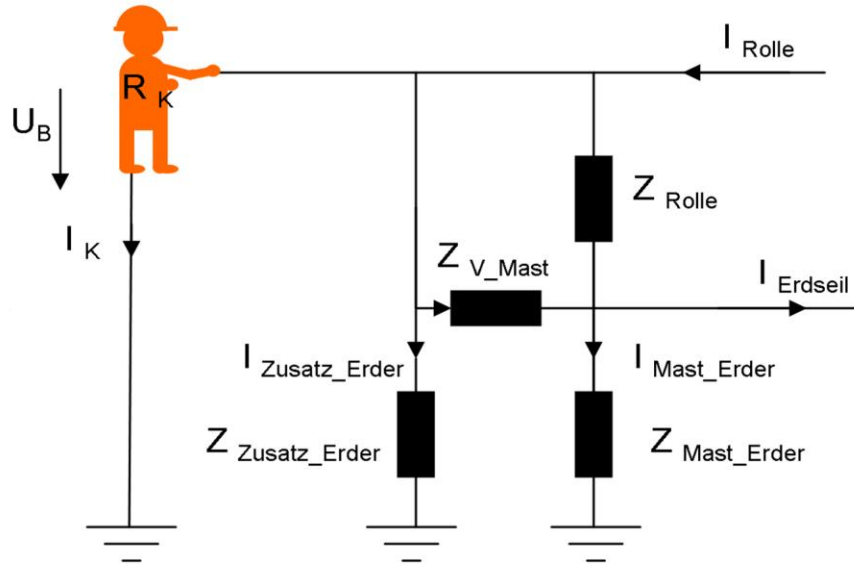 I Rolle
R K
U B
Z Rolle
I K
Z V_Mast
I Erdseil
I Zusatz_Erder
I Mast_Erder
Z Zusatz_Erder
Z Mast_Erder